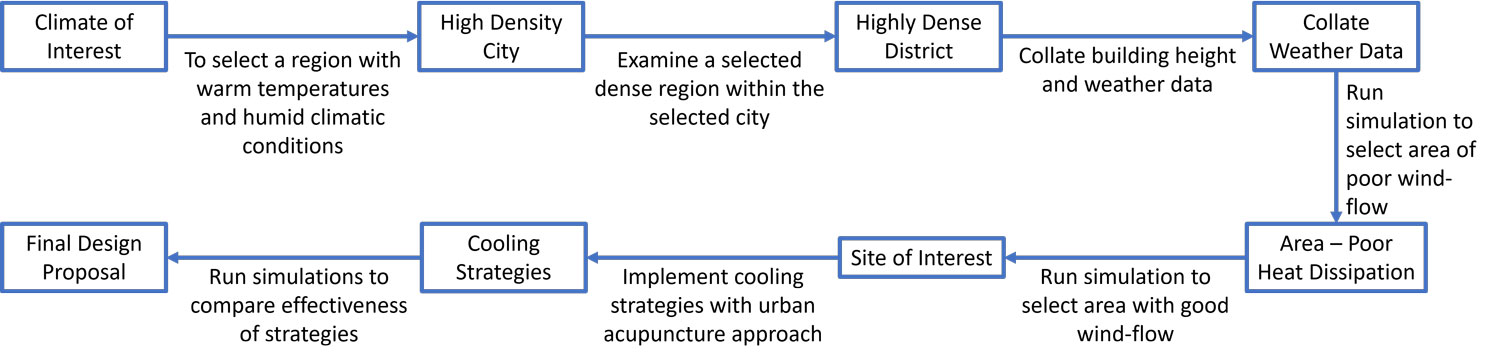 Climate of
Interest
To select a region with
warm temperatures
and humid climatic
conditions
High Density
City
Examine a selected
dense region within the
selected city
Highly Dense
District
Collate building height
and weather data
Collate
Weather Data
Run
simulation to
select area of
poor wind-
flow
Area – Poor
Heat Dissipation
Run simulation to
select area with good
wind-flow
Site of Interest
Implement cooling
strategies with urban
acupuncture approach
Cooling
Strategies
Run simulations to
compare effectiveness
of strategies
Final Design
Proposal